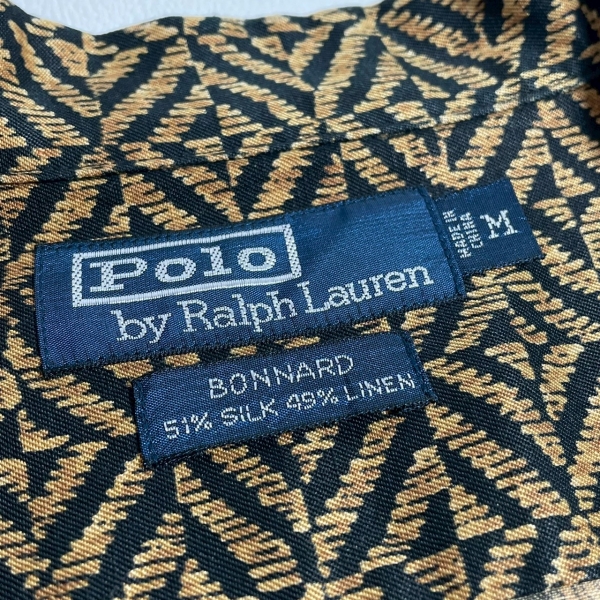 Polo
by Ralph Lauren
MADE IN
CHINA
M
BONNARD
51% SILK 49% LINEN